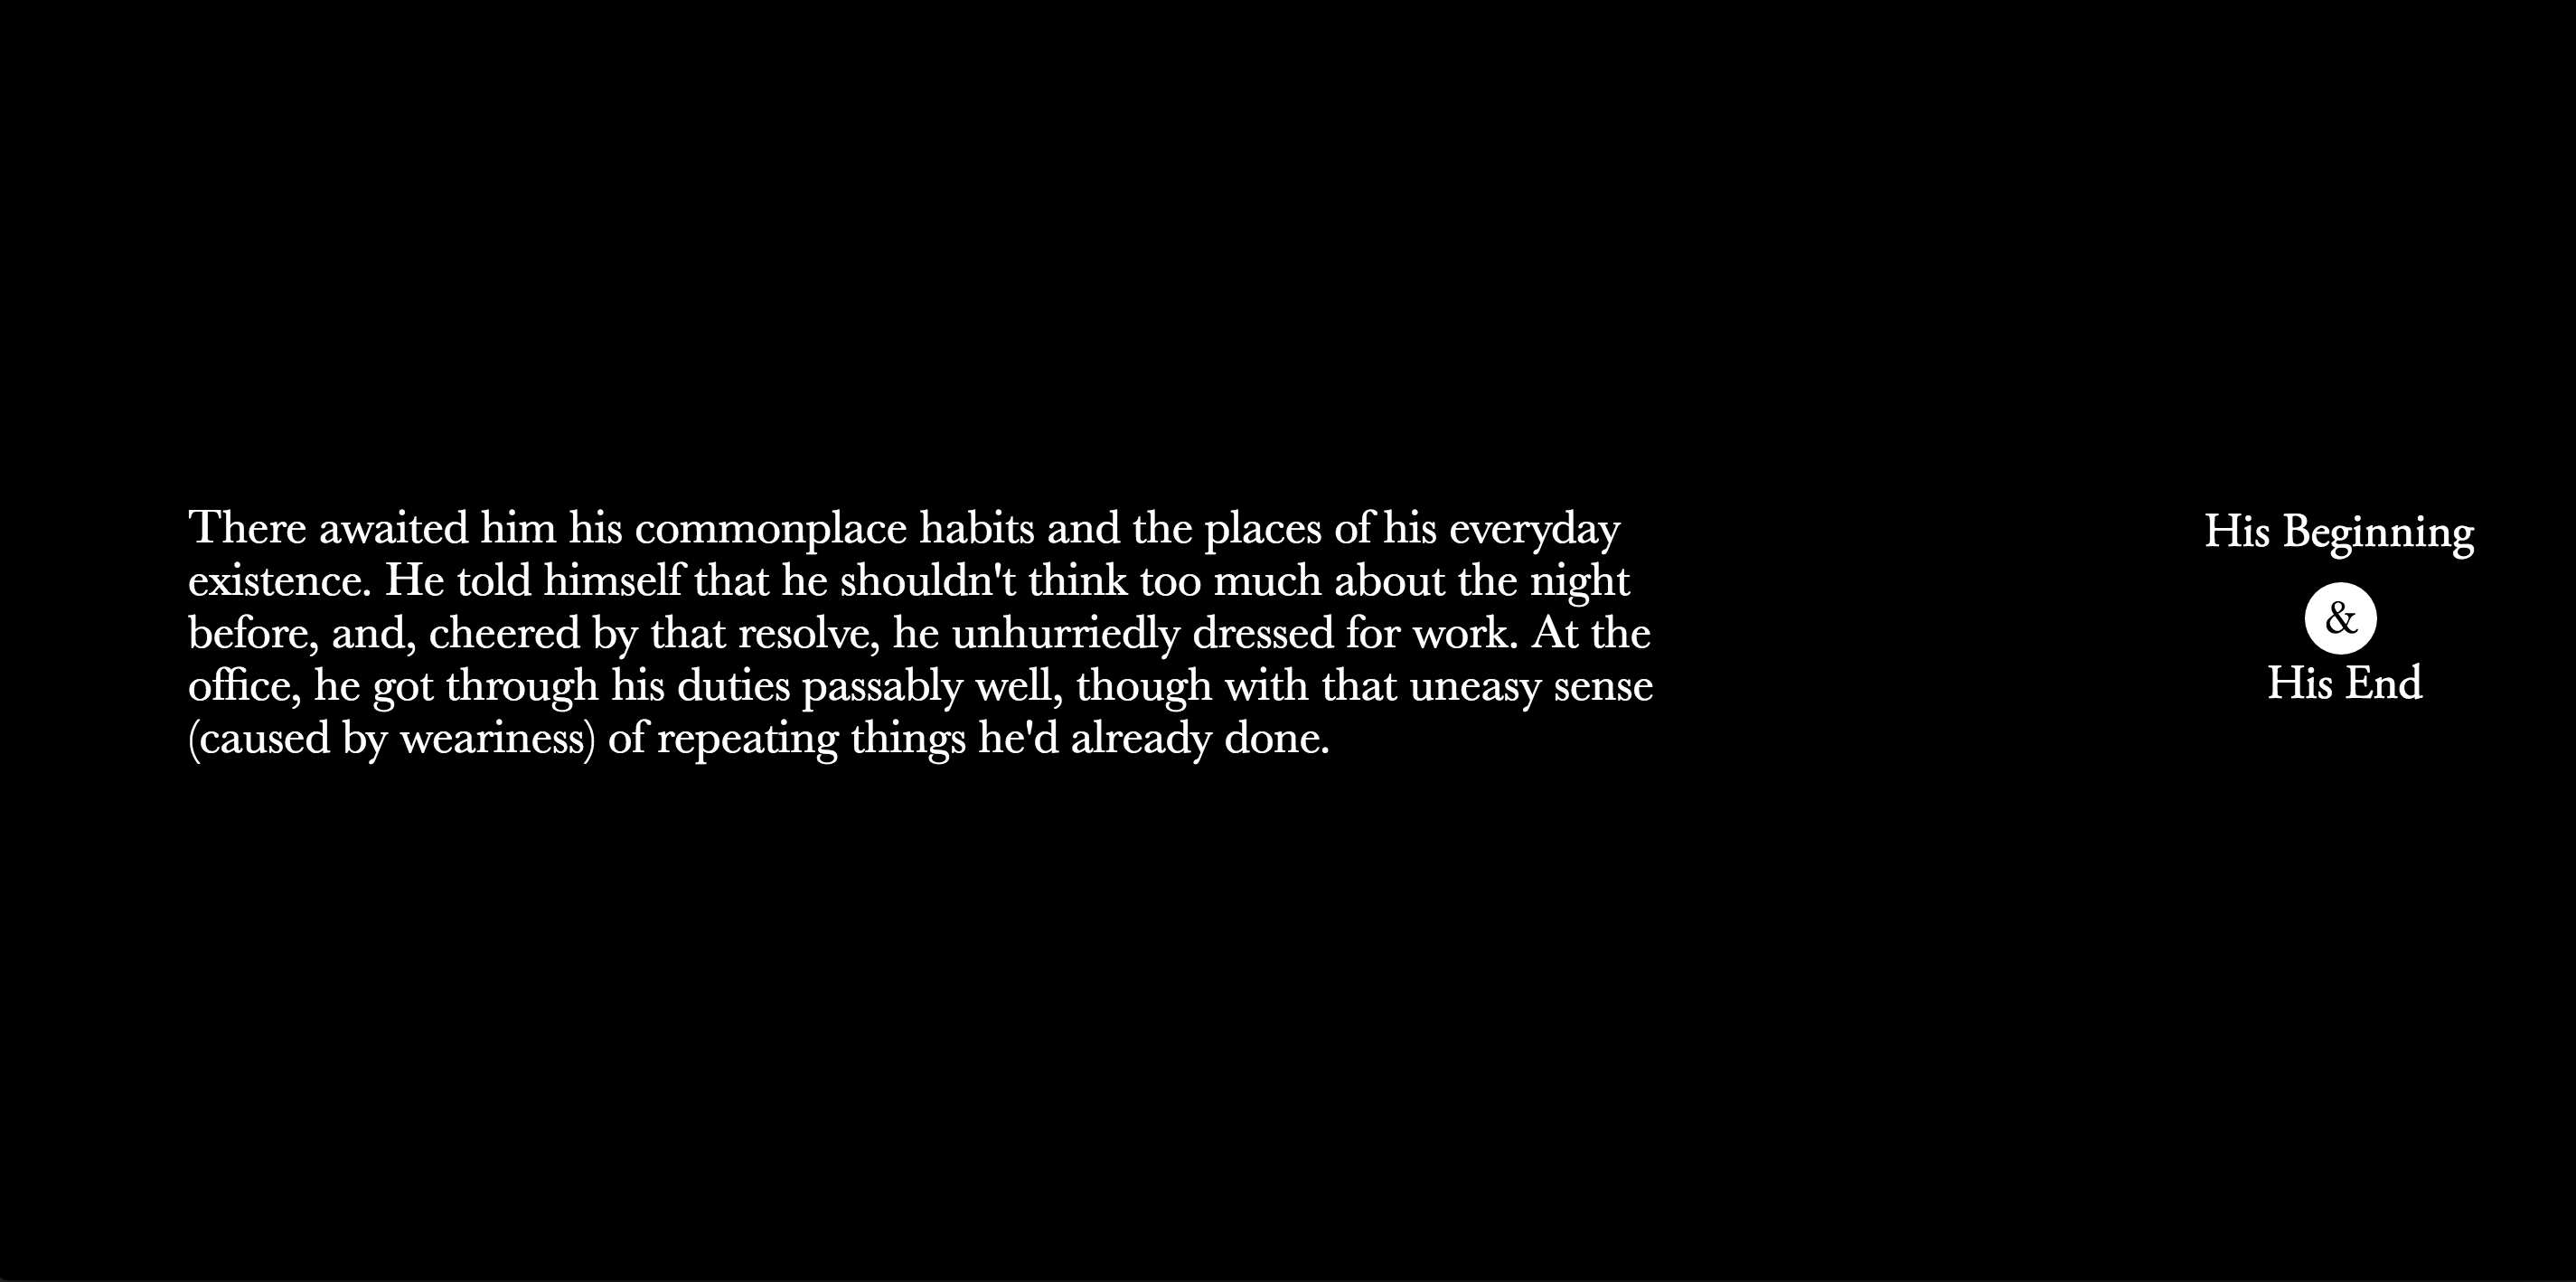 There awaited him his commonplace habits and the places of his everyday
existence. He told himself that he shouldn't think too much about the night
before, and, cheered by that resolve, he unhurriedly dressed for work. At the
office, he got through his duties passably well, though with that uneasy sense
(caused by weariness) of repeating things he'd already done.
His Beginning
&
His End